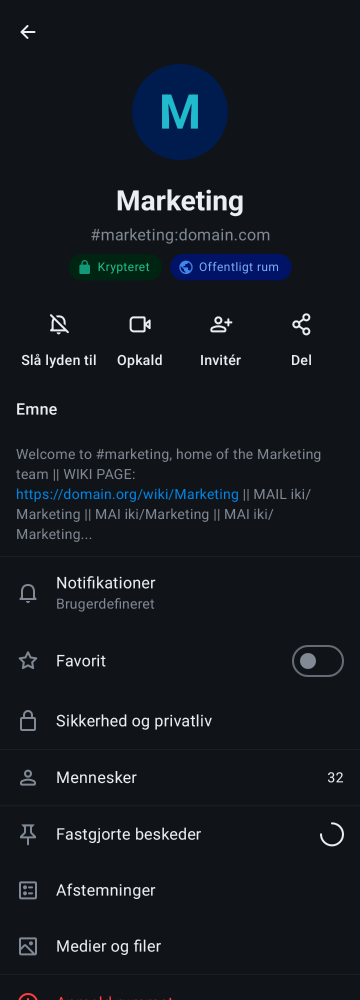 M
Marketing
#marketing:domain.com
Krypteret
Offentligt rum
Slå lyden til
Opkald
Invitér
Del
Emne
Welcome to #marketing, home of the Marketing
team || WIKI PAGE:
https://domain.org/wiki/Marketing || MAIL iki/
Marketing || MAI iki/Marketing || MAI iki/
Marketing...
Notifikationer
Brugerdefineret
Favorit
Sikkerhed og privatliv
Mennesker
32
Fastgjorte beskeder
Afstemninger
Medier og filer